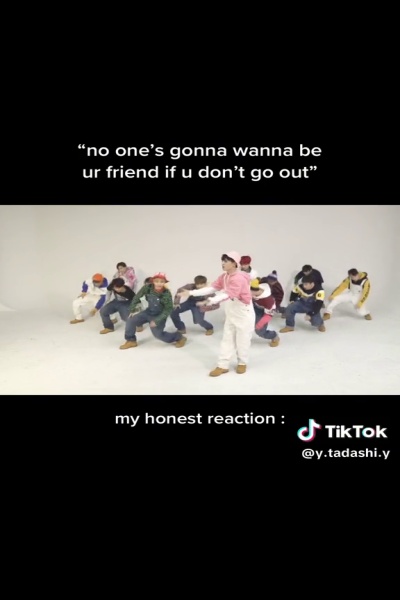 “no one’s gonna wanna be
ur friend if u don’t go out”
my honest reaction :
TikTok
@y.tadashi.y